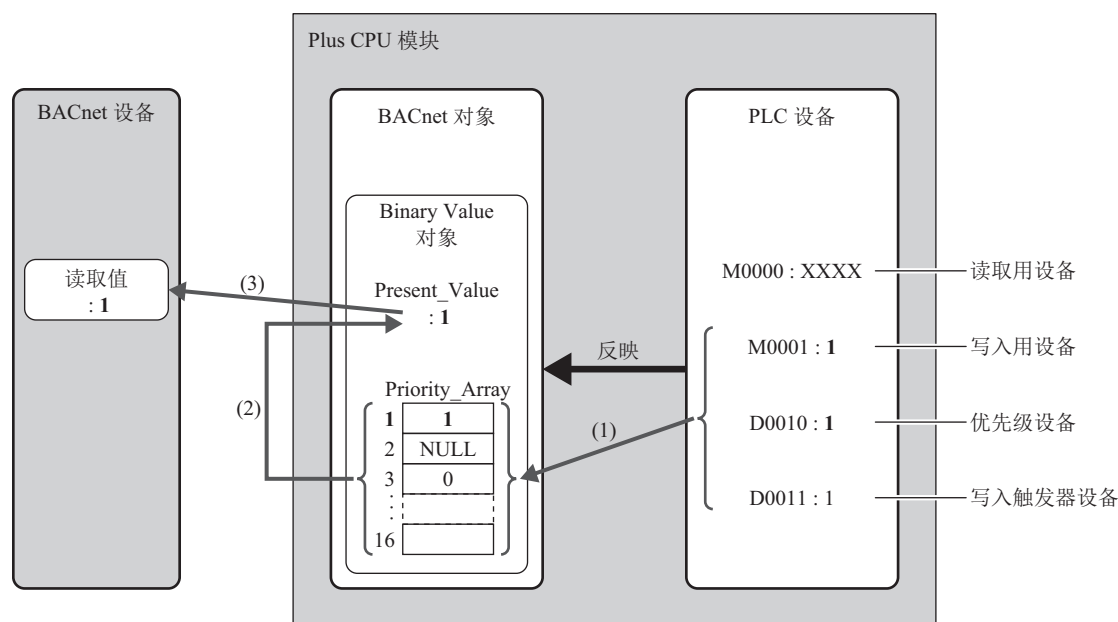 Plus CPU 模块
BACnet 设备
BACnet 对象
PLC 设备
Binary Value
对象
读取值
: 1
(3)
Present_Value
: 1
M0000 : XXXX
读取用设备
反映
M0001 : 1
写入用设备
Priority_Array
(2)
1 1
(1)
D0010 : 1
优先级设备
2 NULL
3 0
:
:
D0011 : 1
写入触发器设备
16